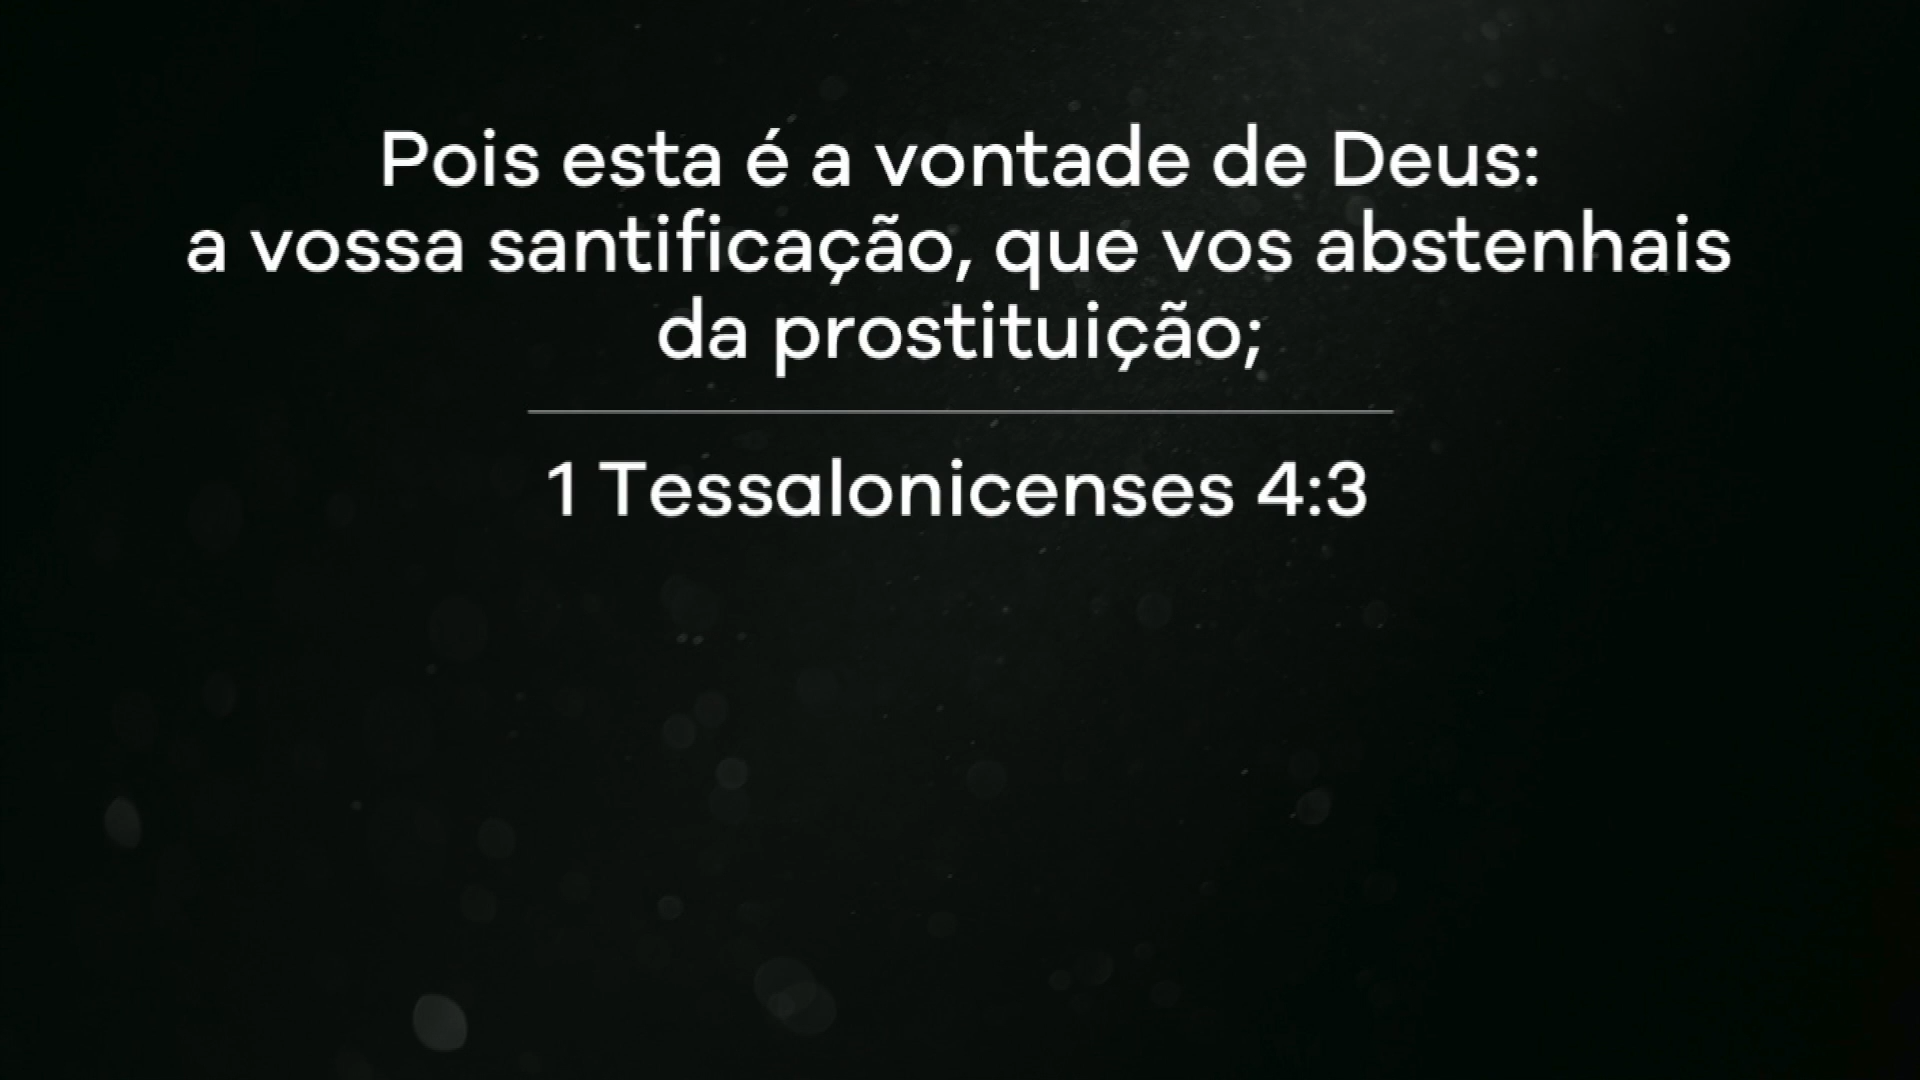 Pois esta é a vontade de Deus:
a vossa santificação, que vos abstenhais
da prostituição;
1 Tessalonicenses 4:3